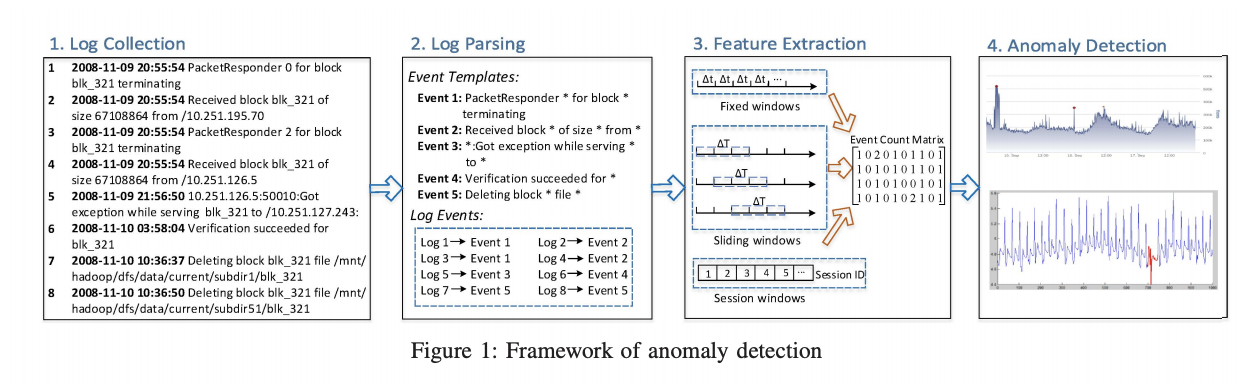 1. Log Collection
1 2008-11-09 20:55:54 PacketResponder 0 for block
blk_321 terminating
2 2008-11-09 20:55:54 Received block blk_321 of
size 67108864 from /10.251.195.70
3 2008-11-09 20:55:54 PacketResponder 2 for block
blk_321 terminating
4 2008-11-09 20:55:54 Received block blk_321 of
size 67108864 from /10.251.126.5
5 2008-11-09 21:56:50 10.251.126.5:50010:Got
exception while serving blk_321 to /10.251.127.243:
6 2008-11-10 03:58:04 Verification succeeded for
blk_321
7 2008-11-10 10:36:37 Deleting block blk_321 file /mnt/
hadoop/dfs/data/current/subdir1/blk_321
8 2008-11-10 10:36:50 Deleting block blk_321 file /mnt/
hadoop/dfs/data/current/subdir51/blk_321
2. Log Parsing
Event Templates:
Event 1: PacketResponder * for block *
terminating
Event 2: Received block * of size * from *
Event 3: *:Got exception while serving *
to *
Event 4: Verification succeeded for *
Event 5: Deleting block * file *
Log Events:
Log 1 → Event 1 Log 2 → Event 2
Log 3 → Event 1 Log 4 → Event 2
Log 5 → Event 3 Log 6 → Event 4
Log 7 → Event 5 Log 8 → Event 5
3. Feature Extraction
Δt Δt Δt Δt ...
Fixed windows
ΔT
ΔT
ΔT
Sliding windows
1 2 3 4 5 ... Session ID
Session windows
Event Count Matrix
1 0 2 0 1 0 1 1 0 1
1 0 0 1 0 1 0 1 1 0
1 0 1 0 1 0 0 1 0 1
1 0 1 0 1 0 2 1 0 1
4. Anomaly Detection
Figure 1: Framework of anomaly detection